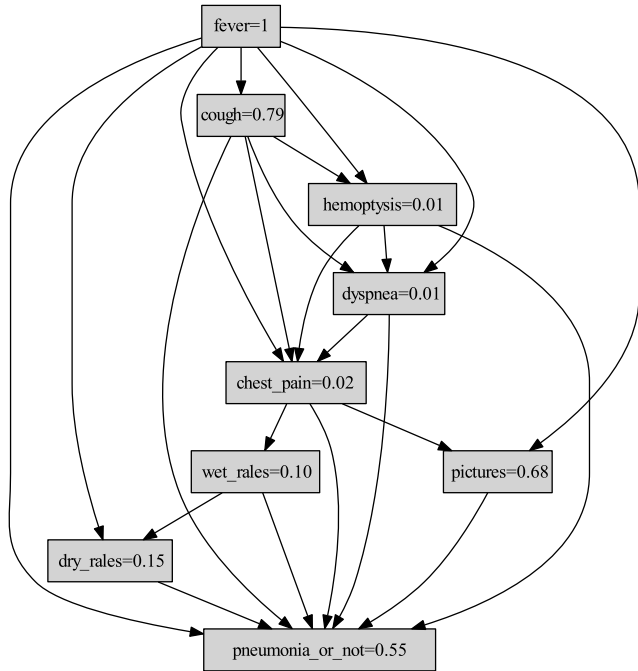 fever=1
cough=0.79
hemoptysis=0.01
dyspnea=0.01
chest_pain=0.02
wet_rales=0.10
pictures=0.68
dry_rales=0.15
pneumonia_or_not=0.55